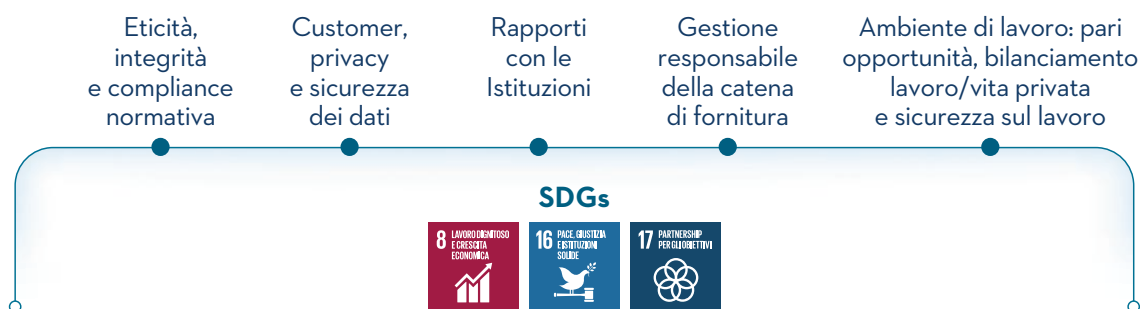 Eticità,
integrità
e compliance
normativa
Customer,
privacy
e sicurezza
dei dati
Rapporti
con le
Istituzioni
Gestione
responsabile
della catena
di fornitura
Ambiente di lavoro: pari
opportunità, bilanciamento
lavoro/vita privata
e sicurezza sul lavoro
SDGs
8 LAVORO DIGNITOSO
E CRESCITA
ECONOMICA
16 PACE, GIUSTIZIA
E ISTITUZIONI
SOLIDE
17 PARTNERSHIP
PER GLI OBIETTIVI